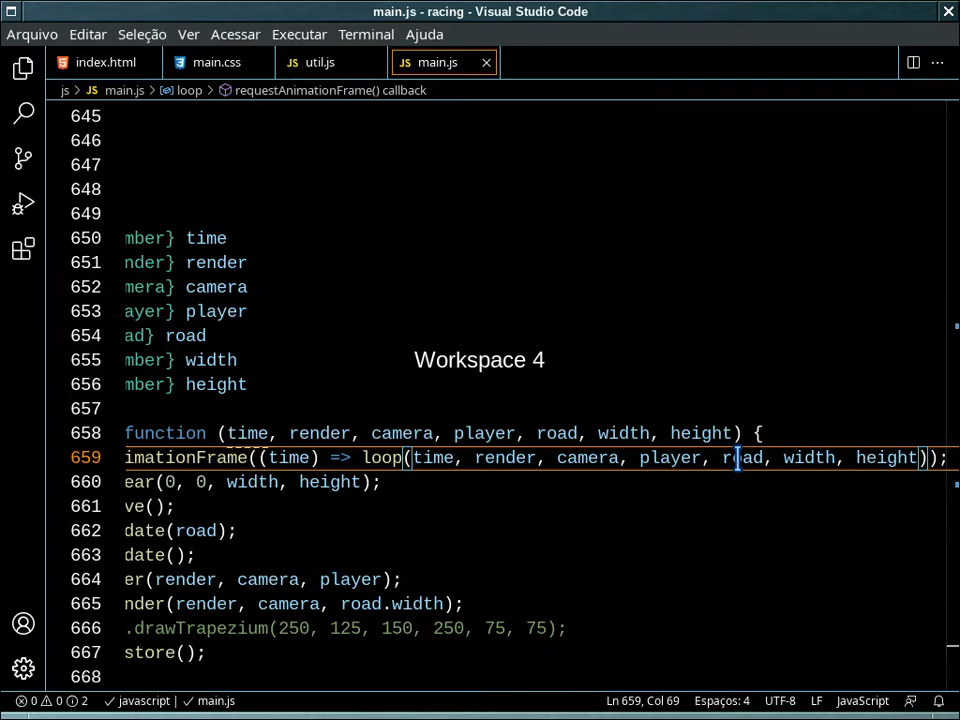 main.js - racing - Visual Studio Code
Arquivo Editar Seleção Ver Acessar Executar Terminal Ajuda
index.html main.css JS util.js JS main.js
js > JS main.js > loop > requestAnimationFrame() callback
645
646
647
648
649
650 mber} time
651 nder} render
652 mera} camera
653 ayer} player
654 ad} road
655 mber} width
656 mber} height
657
658 function (time, render, camera, player, road, width, height) {
659 imationFrame((time) => loop(time, render, camera, player, road, width, height));
660 ear(0, 0, width, height);
661 ve();
662 date(road);
663 date();
664 er(render, camera, player);
665 nder(render, camera, road.width);
666 .drawTrapezium(250, 125, 150, 250, 75, 75);
667 store();
668
Workspace 4
0 0 2 javascript | main.js Ln 659, Col 69 Espaços: 4 UTF-8 LF JavaScript